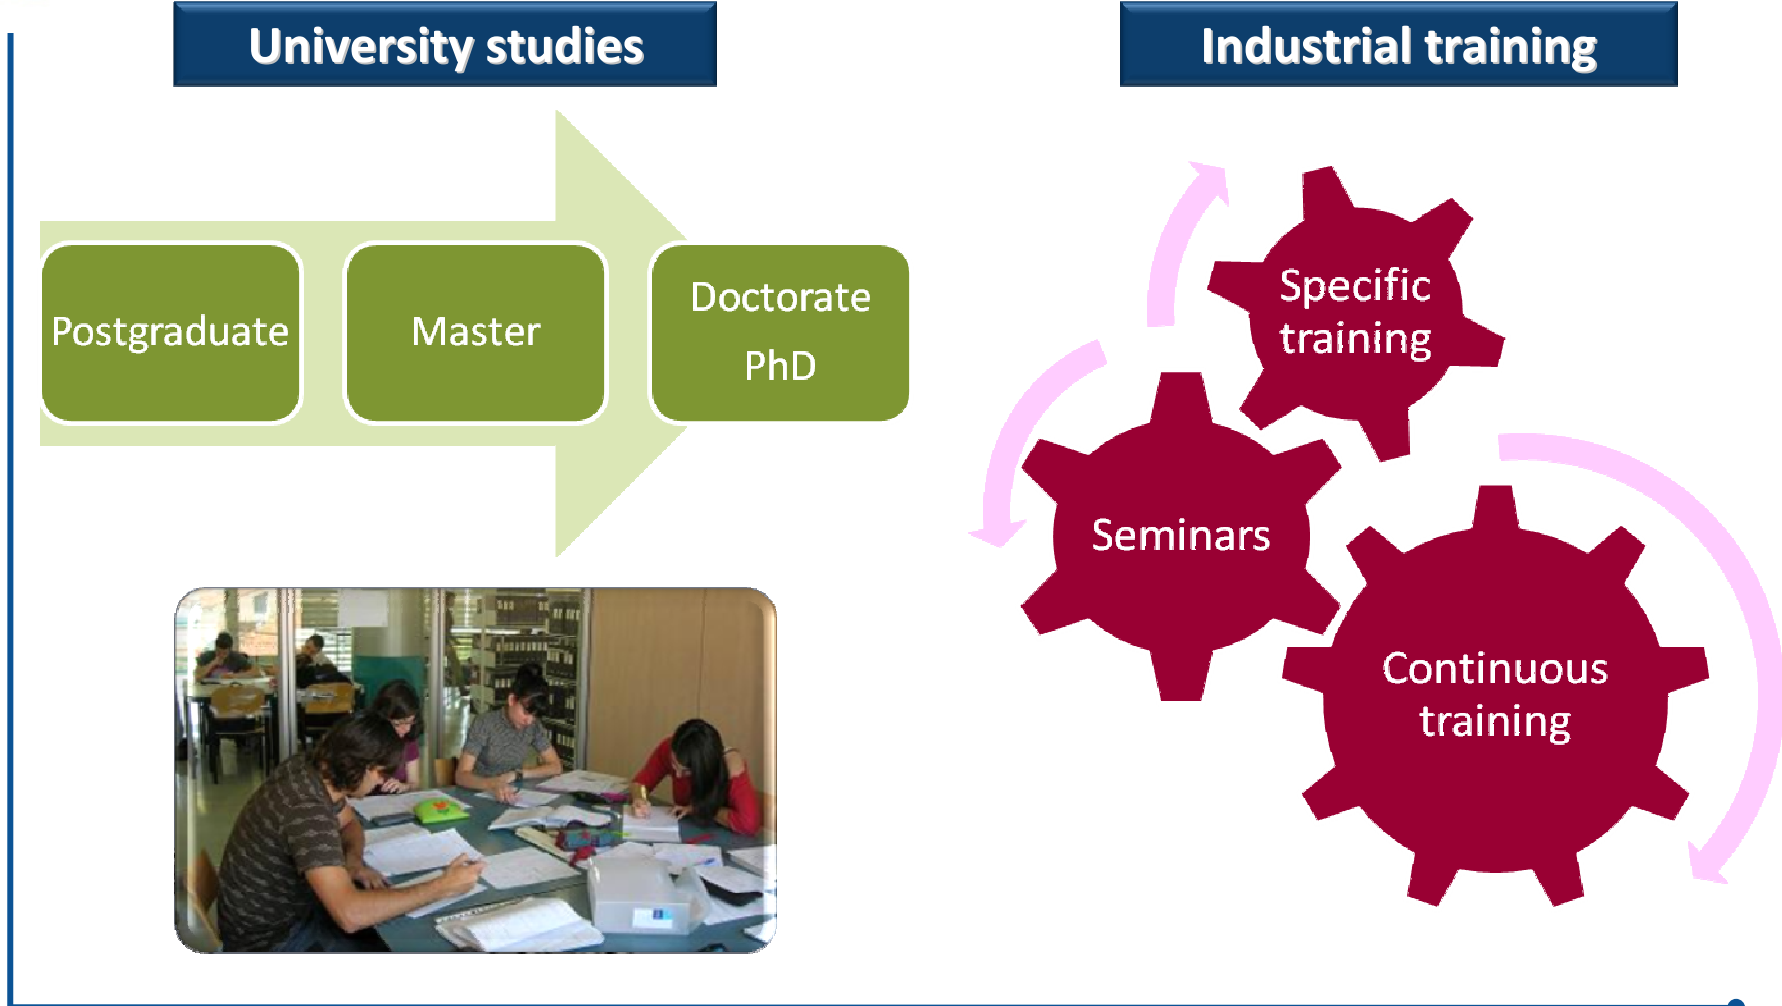 University studies
Postgraduate
Master
Doctorate
PhD
Industrial training
Specific
training
Seminars
Continuous
training